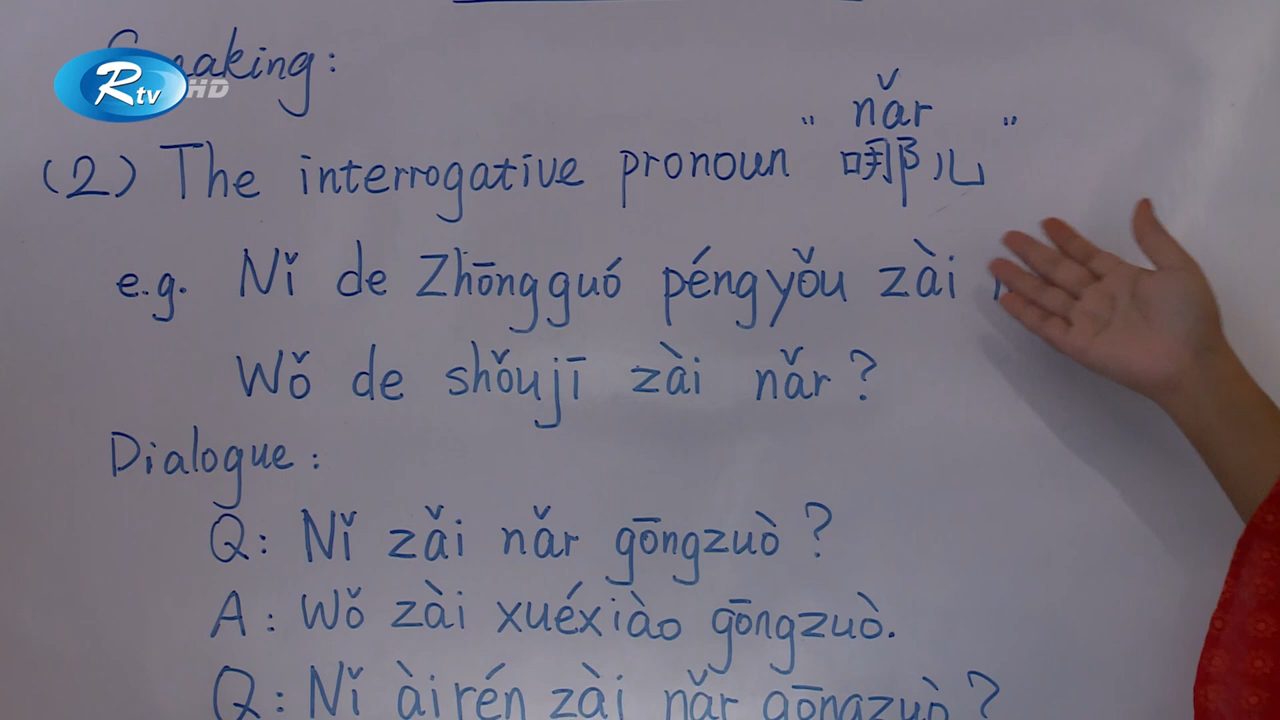 Rtv HD
Speaking:
" nǎr "
(2) The interrogative pronoun 哪儿
e.g. Nǐ de Zhōngguó péngyǒu zài
Wǒ de shǒujī zài nǎr?
Dialogue:
Q: Nǐ zǎi nǎr gōngzuò?
A: Wǒ zài xuéxiào gōngzuò.
Q: Nǐ àirén zài nǎr gōngzuò?